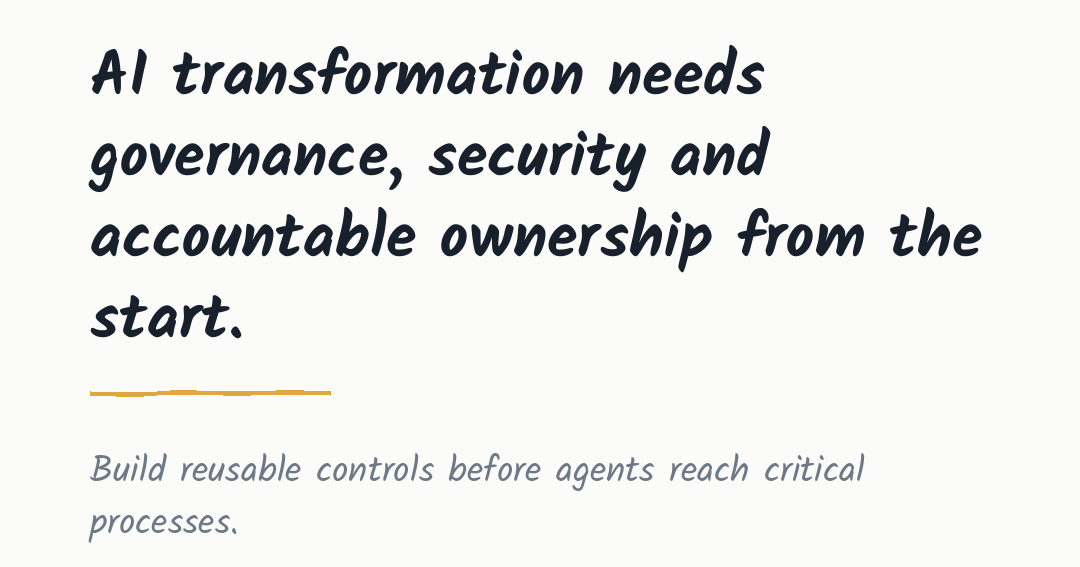 AI transformation needs
governance, security and
accountable ownership from the
start.
Build reusable controls before agents reach critical
processes.